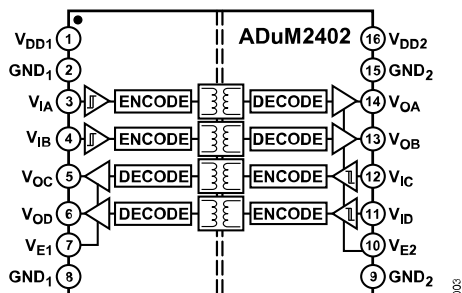 ADuM2402
VDD1 1 16 VDD2
GND1 2 15 GND2
VIA 3 ENCODE DECODE 14 VOA
VIB 4 ENCODE DECODE 13 VOB
VOC 5 DECODE ENCODE 12 VIC
VOD 6 DECODE ENCODE 11 VID
VE1 7 10 VE2
GND1 8 9 GND2
003